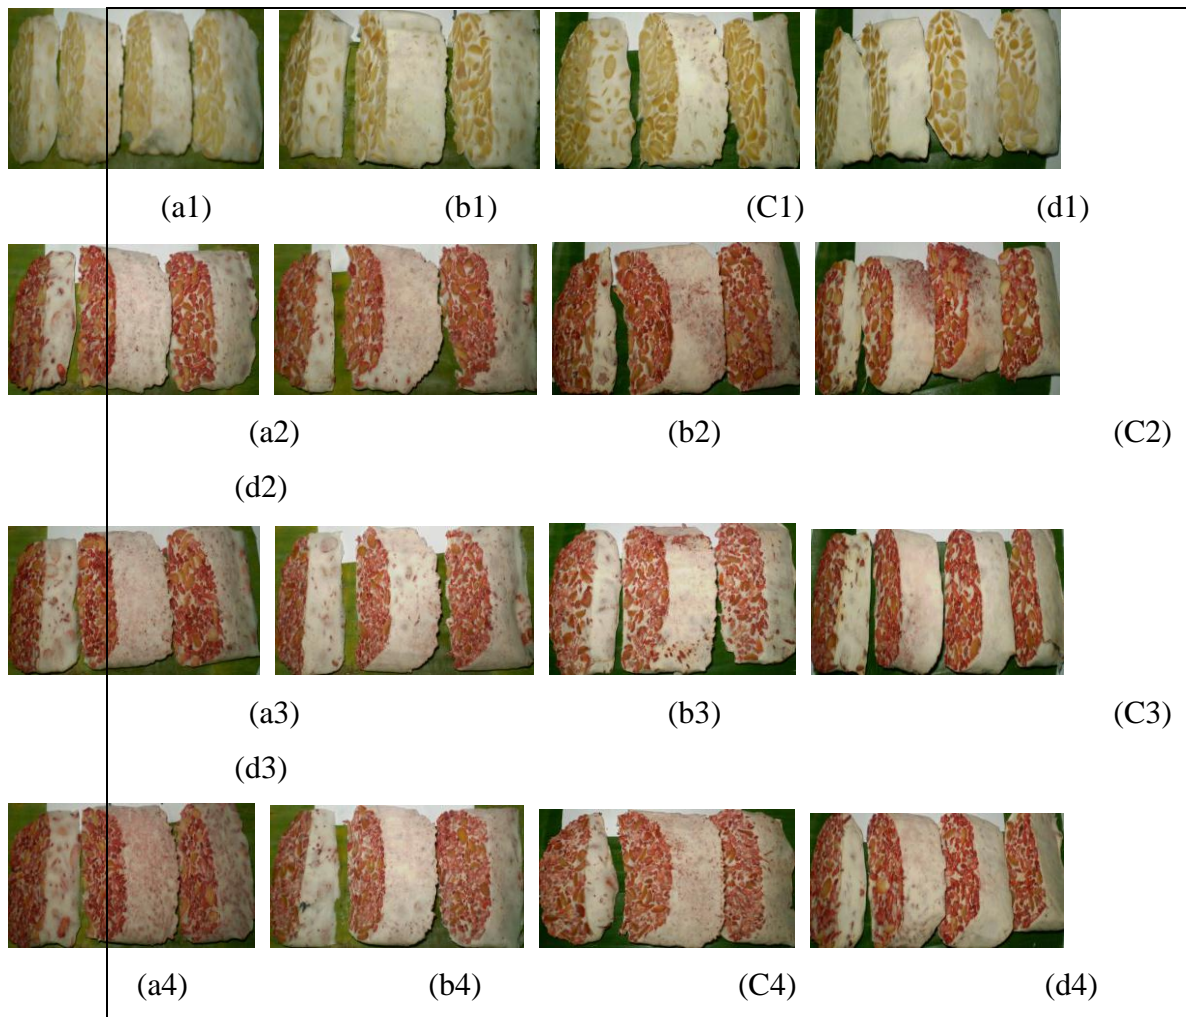 (a1) (b1) (C1) (d1)
(a2) (b2) (C2)
(d2)
(a3) (b3) (C3)
(d3)
(a4) (b4) (C4) (d4)